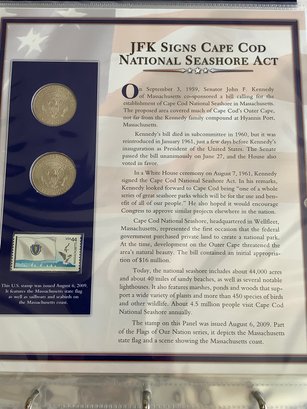 JFK SIGNS CAPE COD
NATIONAL SEASHORE ACT
On September 3, 1959, Senator John F. Kennedy
of Massachusetts co-sponsored a bill calling for the
establishment of Cape Cod National Seashore in Massachusetts.
The proposed area covered much of Cape Cod's Outer Cape,
not far from the Kennedy family compound at Hyannis Port,
Massachusetts.
Kennedy's bill died in subcommittee in 1960, but it was
reintroduced in January 1961, just a few days before Kennedy's
inauguration as President of the United States. The Senate
passed the bill unanimously on June 27, and the House also
voted in favor.
In a White House ceremony on August 7, 1961, Kennedy
signed the Cape Cod National Seashore Act. In his remarks,
Kennedy looked forward to Cape Cod being "one of a whole
series of great seashore parks which will be for the use and bene-
fit of all of our people." He also hoped it would encourage
Congress to approve similar projects elsewhere in the nation.
Cape Cod National Seashore, headquartered in Wellfleet,
Massachusetts, represented the first occasion that the federal
government purchased private land to create a national park.
At the time, development on the Outer Cape threatened the
area's natural beauty. The bill contained an initial appropria-
tion of $16 million.
Today, the national seashore includes about 44,000 acres
and about 40 miles of sandy beaches, as well as several notable
lighthouses. It also features marshes, ponds and woods that sup-
port a wide variety of plants and more than 450 species of birds
and other wildlife. About 4.5 million people visit Cape Cod
National Seashore annually.
The stamp on this Panel was issued August 6, 2009. Part
of the Flags of Our Nation series, it depicts the Massachusetts
state flag and a scene showing the Massachusetts coast.
44
This U.S. stamp was issued August 6, 2009.
It features the Massachusetts state flag
as well as sailboats and seabirds on
the Massachusetts coast.